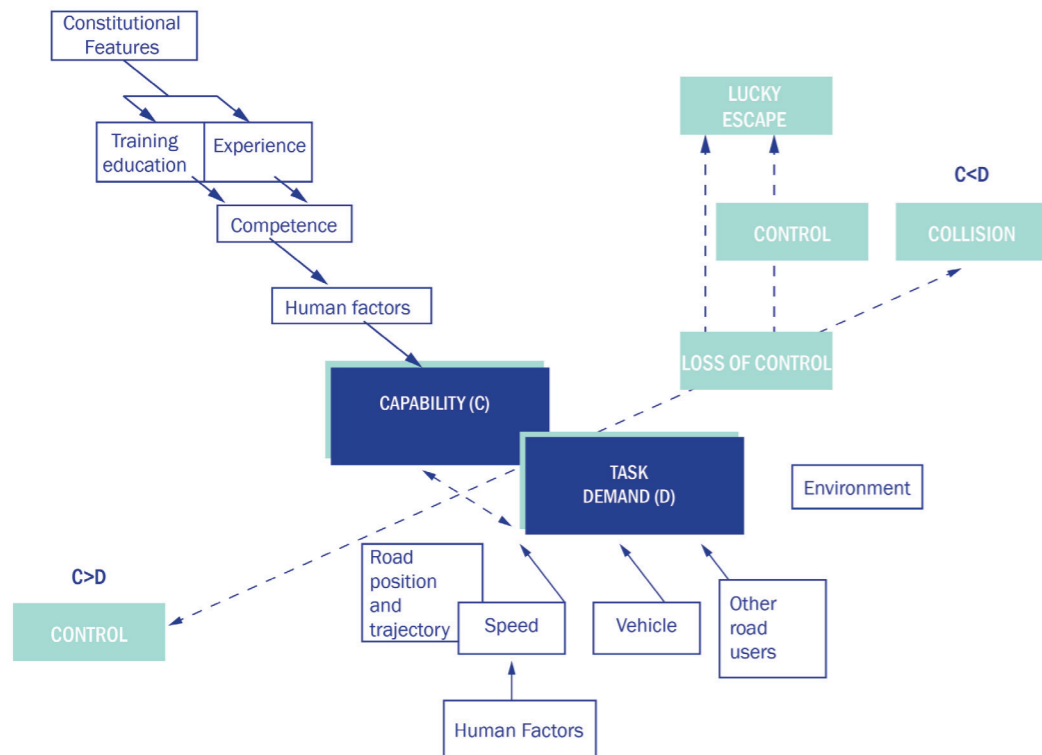 Constitutional
Features
Training
education
Experience
Competence
Human factors
CAPABILITY (C)
TASK
DEMAND (D)
LUCKY
ESCAPE
C<D
CONTROL
COLLISION
LOSS OF CONTROL
Environment
C>D
CONTROL
Road
position
and
trajectory
Speed
Vehicle
Other
road
users
Human Factors